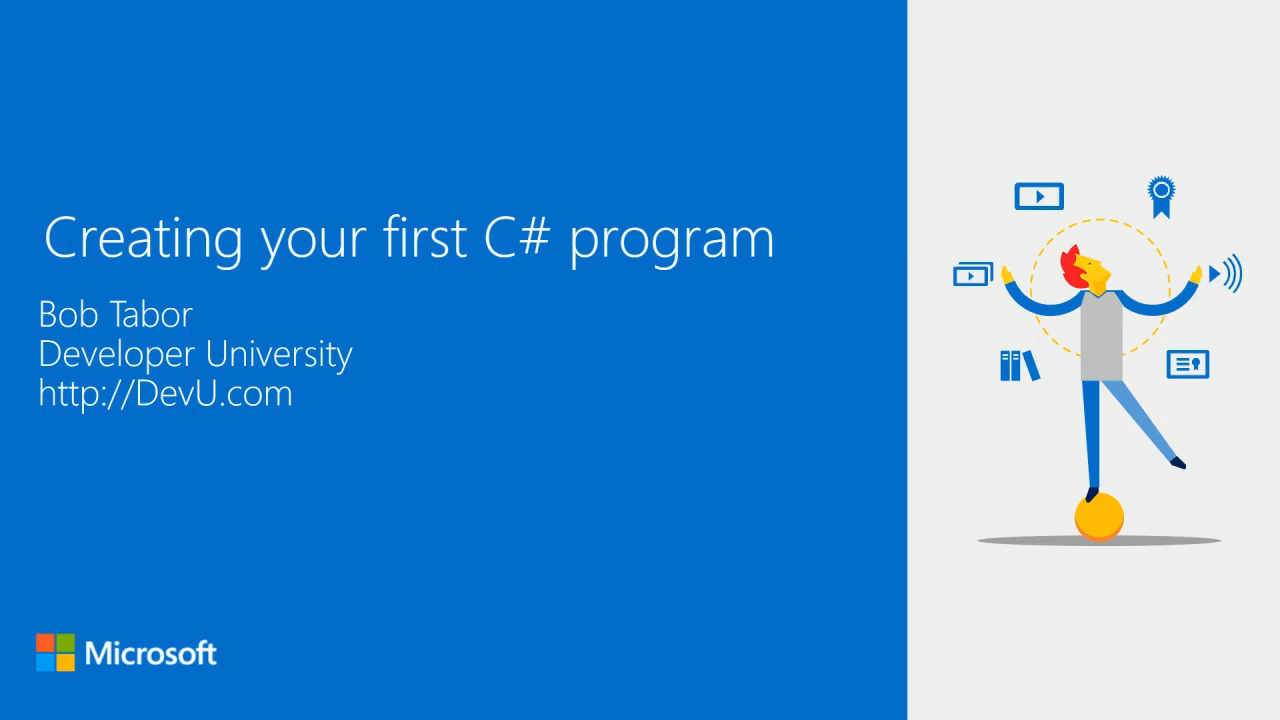 Creating your first C# program
Bob Tabor
Developer University
http://DevU.com
Microsoft